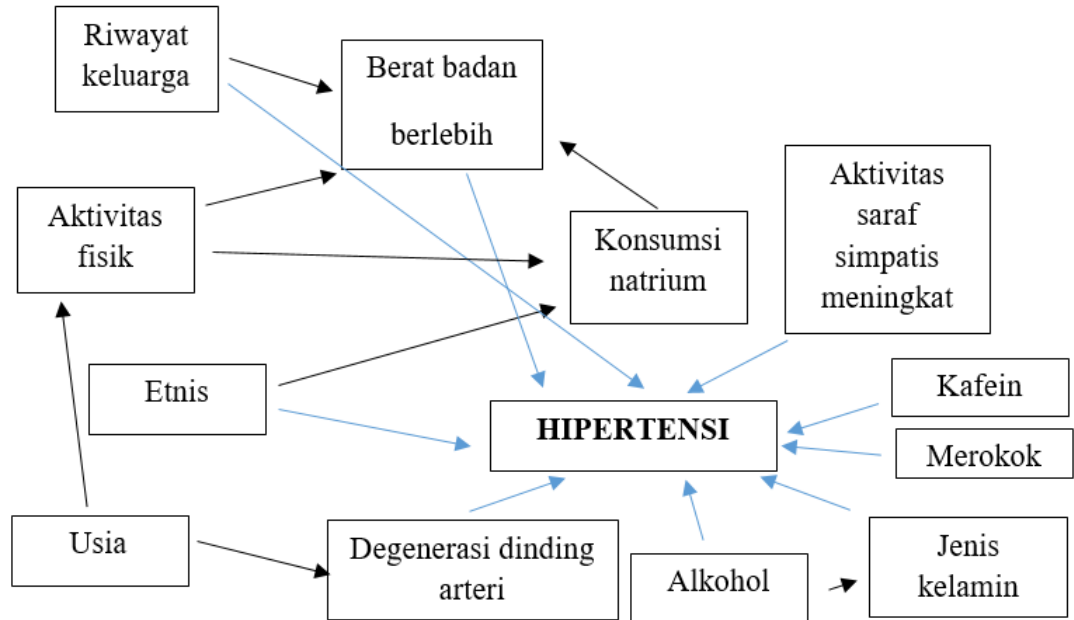 Riwayat
keluarga
Berat badan
berlebih
Aktivitas
saraf
simpatis
meningkat
Aktivitas
fisik
Konsumsi
natrium
Etnis
Kafein
HIPERTENSI
Merokok
Usia
Degenerasi dinding
arteri
Alkohol
Jenis
kelamin